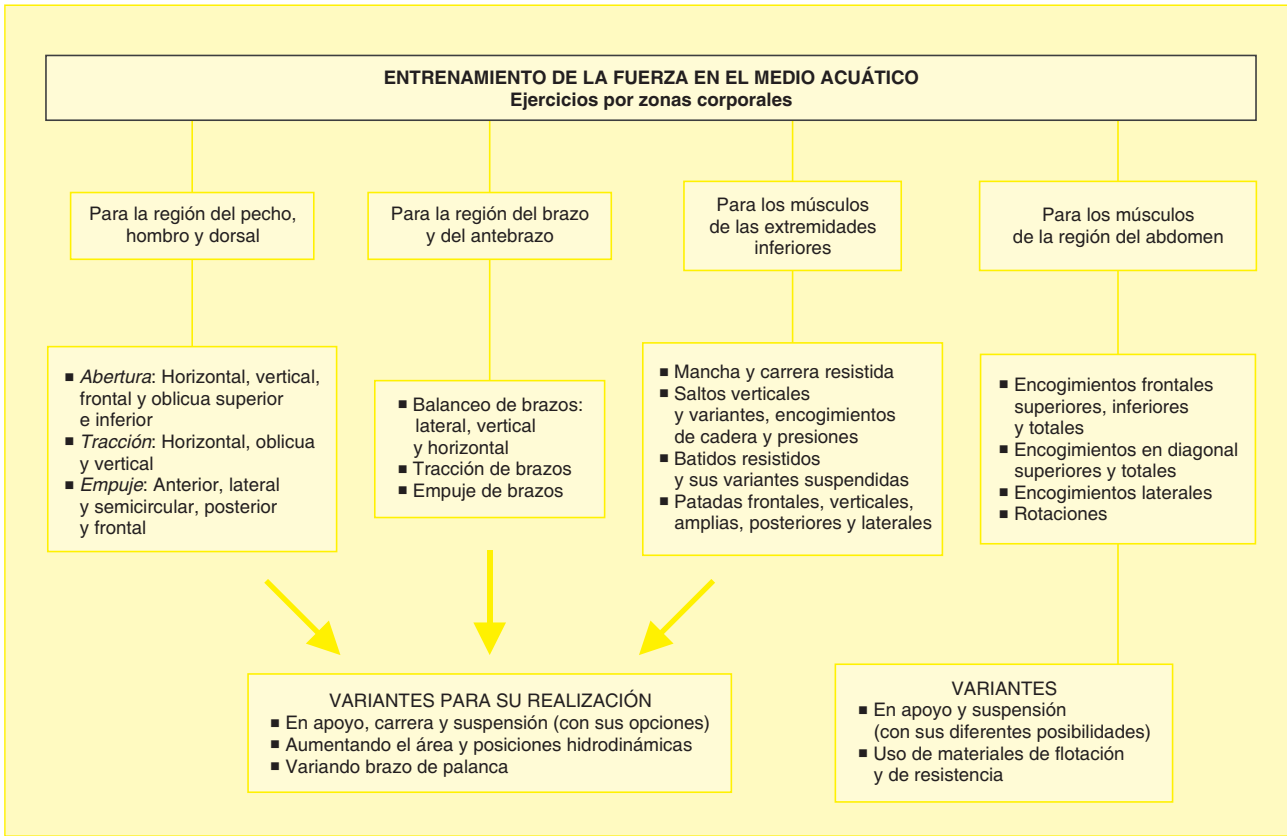 ENTRENAMIENTO DE LA FUERZA EN EL MEDIO ACUÁTICO
Ejercicios por zonas corporales
Para la región del pecho,
hombro y dorsal
Para la región del brazo
y del antebrazo
Para los músculos
de las extremidades
inferiores
Para los músculos
de la región del abdomen
■ Abertura: Horizontal, vertical,
frontal y oblicua superior
e inferior
■ Tracción: Horizontal, oblicua
y vertical
■ Empuje: Anterior, lateral
y semicircular, posterior
y frontal
■ Balanceo de brazos:
lateral, vertical
y horizontal
■ Tracción de brazos
■ Empuje de brazos
■ Mancha y carrera resistida
■ Saltos verticales
y variantes, encogimientos
de cadera y presiones
■ Batidos resistidos
y sus variantes suspendidas
■ Patadas frontales, verticales,
amplias, posteriores y laterales
■ Encogimientos frontales
superiores, inferiores
y totales
■ Encogimientos en diagonal
superiores y totales
■ Encogimientos laterales
■ Rotaciones
VARIANTES PARA SU REALIZACIÓN
■ En apoyo, carrera y suspensión (con sus opciones)
■ Aumentando el área y posiciones hidrodinámicas
■ Variando brazo de palanca
VARIANTES
■ En apoyo y suspensión
(con sus diferentes posibilidades)
■ Uso de materiales de flotación
y de resistencia